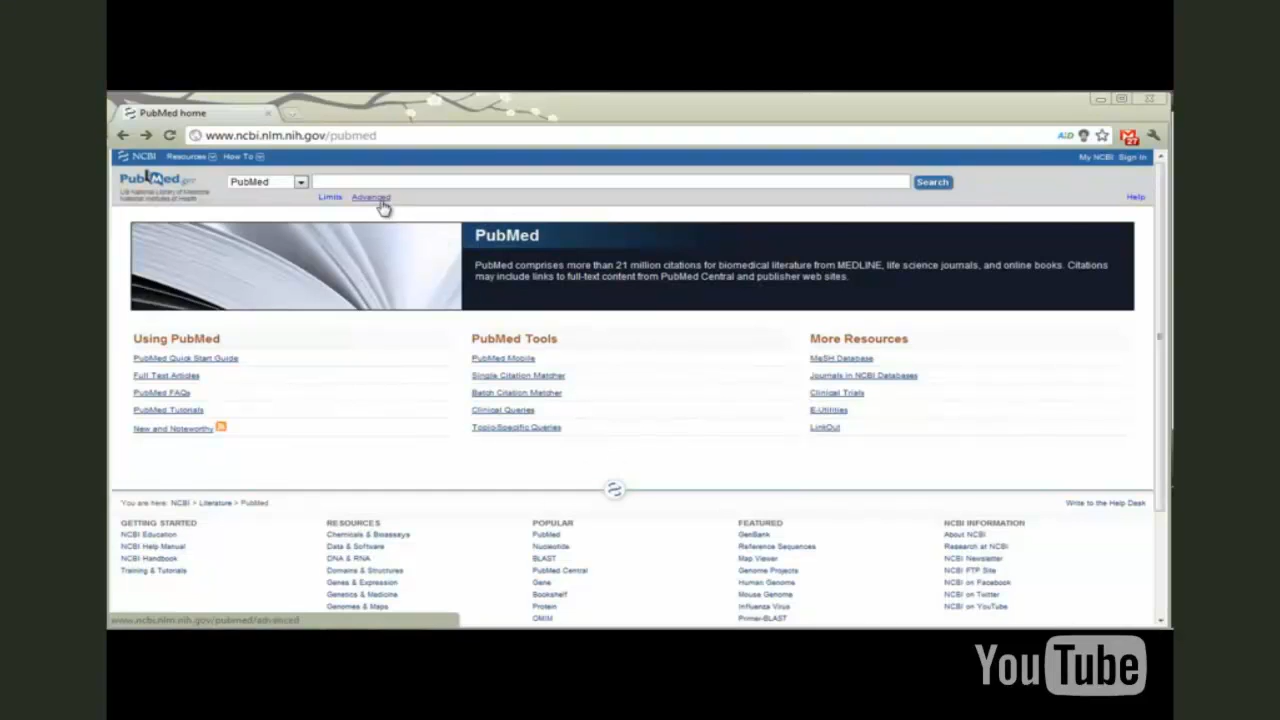 PubMed home
www.ncbi.nlm.nih.gov/pubmed
27
NCBI Resources How To My NCBI Sign In
PubMed.gov
US National Library of Medicine
National Institutes of Health
PubMed
Search
Limits Advanced Help
PubMed
PubMed comprises more than 21 million citations for biomedical literature from MEDLINE, life science journals, and online books. Citations
may include links to full-text content from PubMed Central and publisher web sites.
Using PubMed
PubMed Quick Start Guide
Full Text Articles
PubMed FAQs
PubMed Tutorials
New and Noteworthy
PubMed Tools
PubMed Mobile
Single Citation Matcher
Batch Citation Matcher
Clinical Queries
Topic-Specific Queries
More Resources
MeSH Database
Journals in NCBI Databases
Clinical Trials
E-Utilities
LinkOut
You are here: NCBI > Literature > PubMed
Write to the Help Desk
GETTING STARTED
NCBI Education
NCBI Help Manual
NCBI Handbook
Training & Tutorials
RESOURCES
Chemicals & Bioassays
Data & Software
DNA & RNA
Domains & Structures
Genes & Expression
Genetics & Medicine
Genomes & Maps
POPULAR
PubMed
Nucleotide
BLAST
PubMed Central
Gene
Bookshelf
Protein
OMIM
FEATURED
GenBank
Reference Sequences
Map Viewer
Genome Projects
Human Genome
Mouse Genome
Influenza Virus
Primer-BLAST
NCBI INFORMATION
About NCBI
Research at NCBI
NCBI Newsletter
NCBI FTP Site
NCBI on Facebook
NCBI on Twitter
NCBI on YouTube
www.ncbi.nlm.nih.gov/pubmed/advanced
YouTube